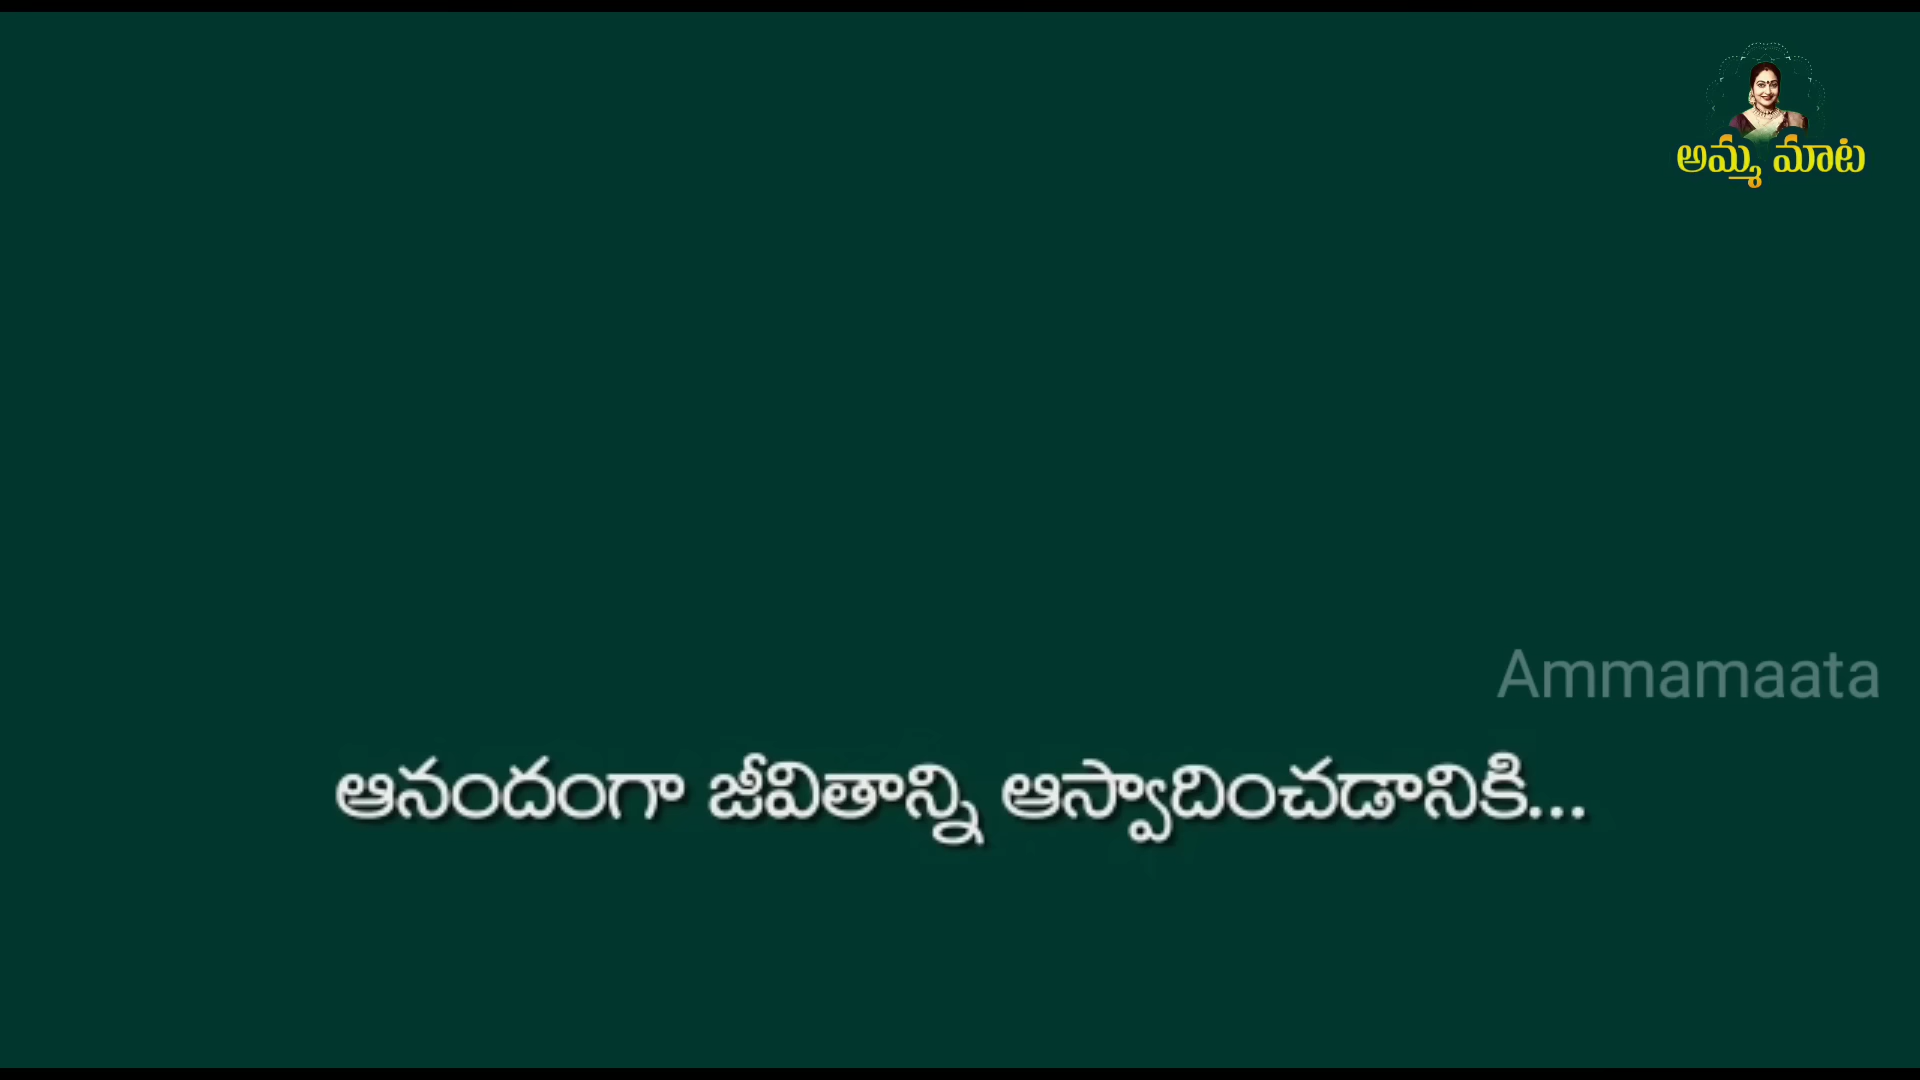 అమ్మ మాట
Ammamaata
ఆనందంగా జీవితాన్ని ఆస్వాదించడానికి...